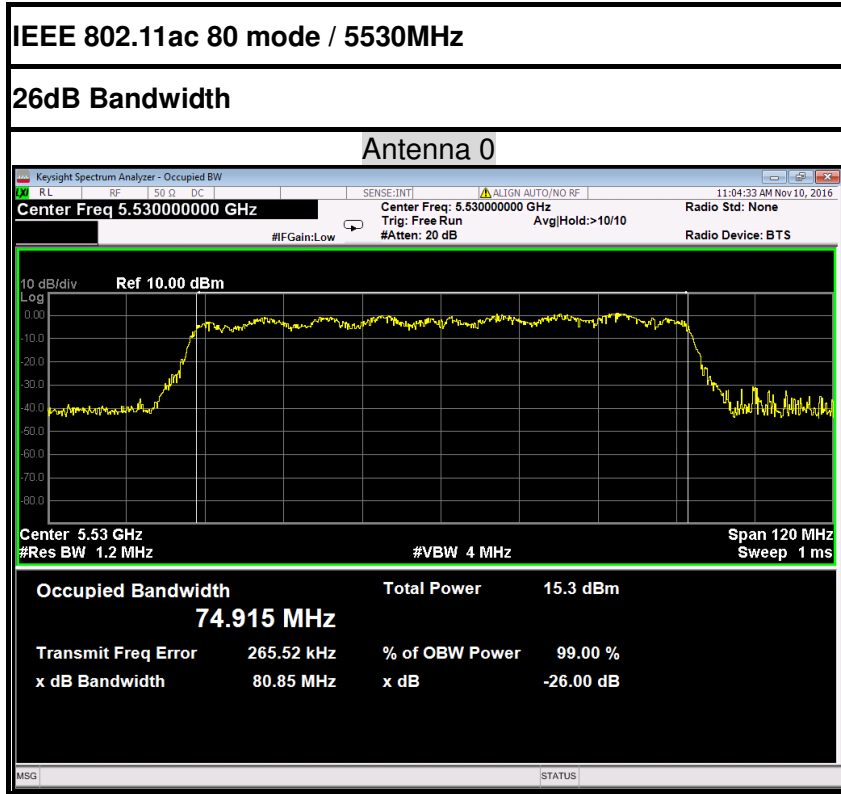 IEEE 802.11ac 80 mode / 5530MHz
26dB Bandwidth
Antenna 0
Keysight Spectrum Analyzer - Occupied BW
RL RF 50 Ω DC SENSE:INT ALIGN AUTO/NO RF 11:04:33 AM Nov 10, 2016
Center Freq 5.530000000 GHz Center Freq: 5.530000000 GHz Radio Std: None
Trig: Free Run Avg|Hold:>10/10
#IFGain:Low #Atten: 20 dB Radio Device: BTS
10 dB/div Ref 10.00 dBm
Log
0.00
-10.0
-20.0
-30.0
-40.0
-50.0
-60.0
-70.0
-80.0
Center 5.53 GHz Span 120 MHz
#Res BW 1.2 MHz #VBW 4 MHz Sweep 1 ms
Occupied Bandwidth Total Power 15.3 dBm
74.915 MHz
Transmit Freq Error 265.52 kHz % of OBW Power 99.00 %
x dB Bandwidth 80.85 MHz x dB -26.00 dB
MSG STATUS